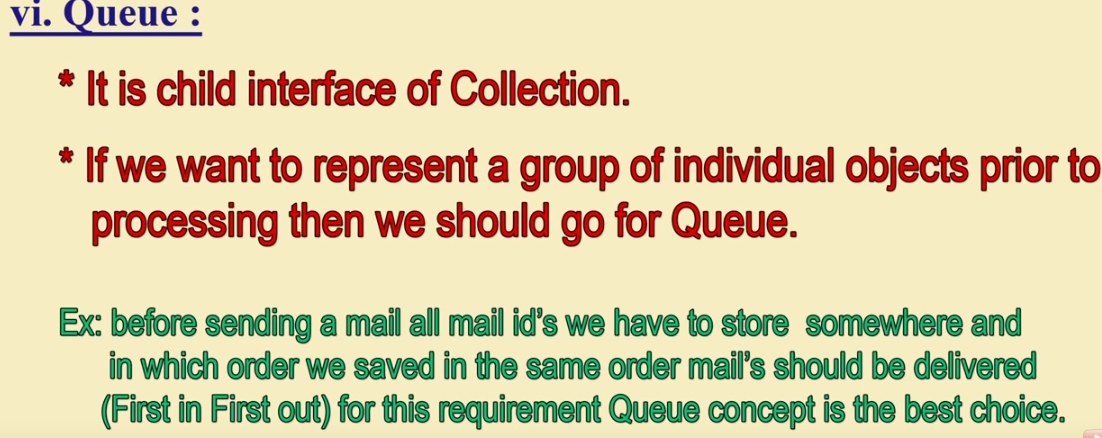 vi. Queue :
* It is child interface of Collection.
* If we want to represent a group of individual objects prior to
processing then we should go for Queue.
Ex: before sending a mail all mail id's we have to store somewhere and
in which order we saved in the same order mail's should be delivered
(First in First out) for this requirement Queue concept is the best choice.